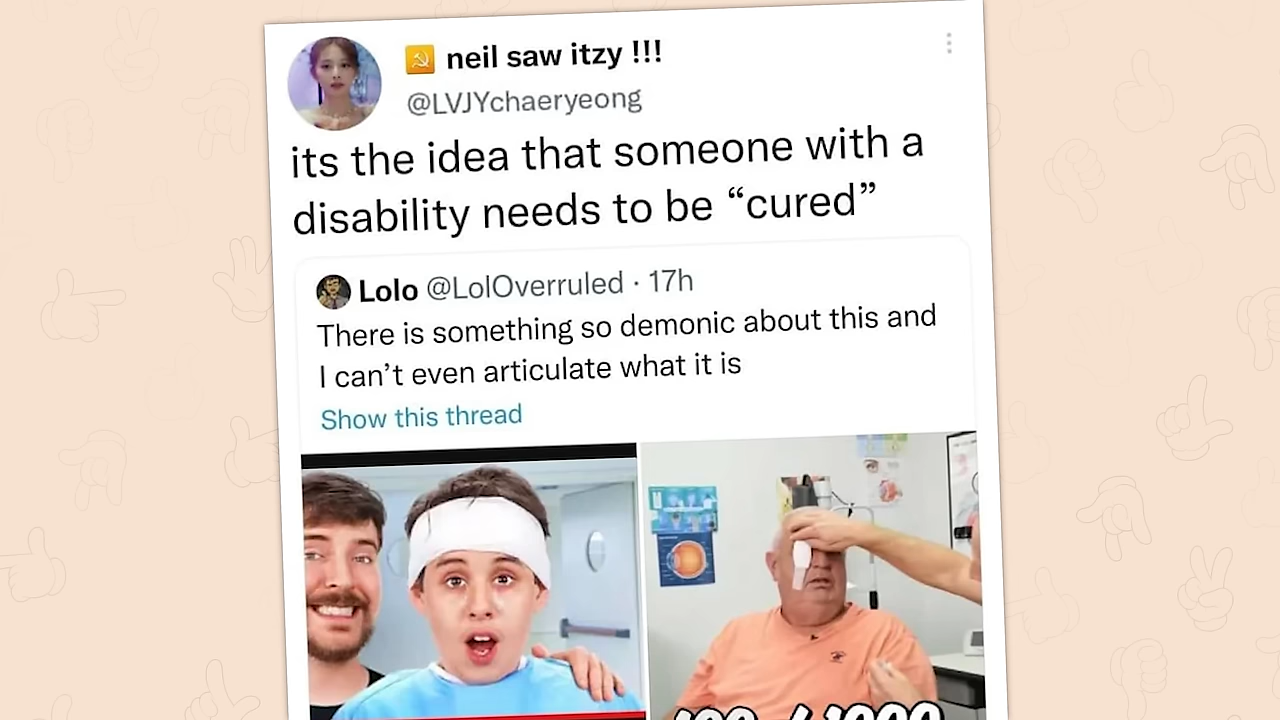 neil saw itzy !!!
@LVJYchaeryeong
its the idea that someone with a
disability needs to be “cured”
Lolo @LolOverruled · 17h
There is something so demonic about this and
I can’t even articulate what it is
Show this thread